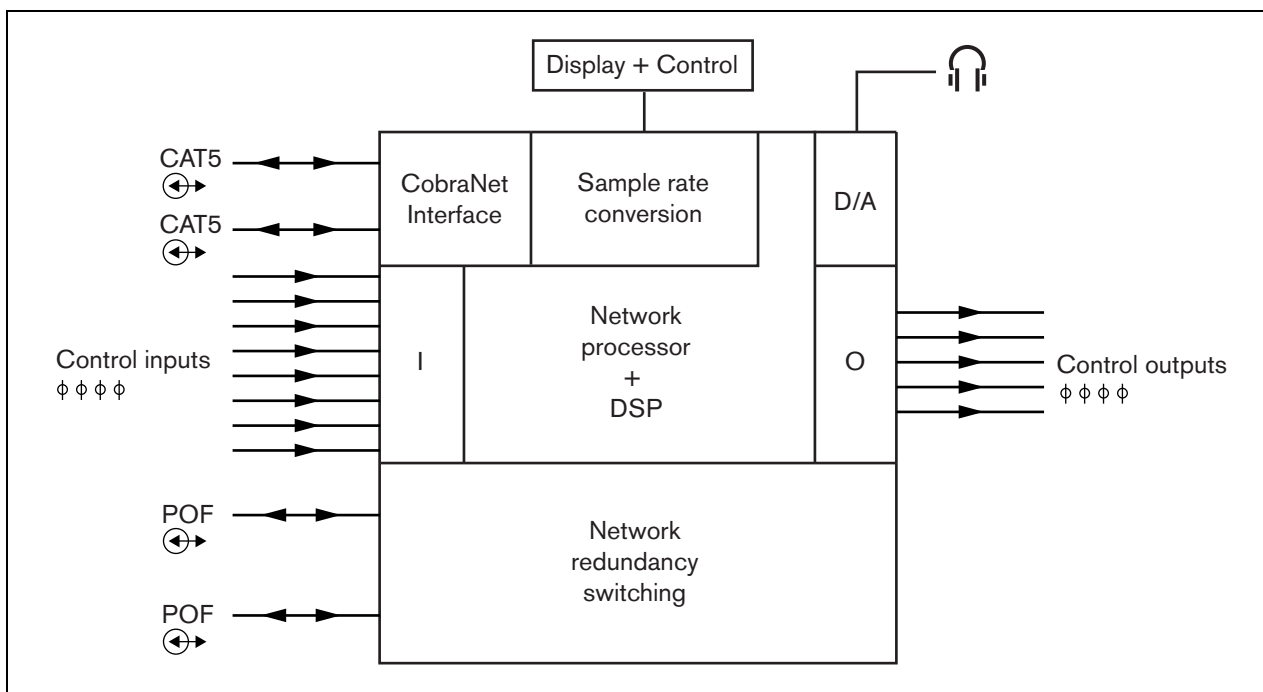 Display + Control
CAT5
CAT5
CobraNet
Interface
Sample rate
conversion
D/A
Control inputs
ϕ ϕ ϕ ϕ
I
Network
processor
+
DSP
O
Control outputs
ϕ ϕ ϕ ϕ
POF
POF
Network
redundancy
switching